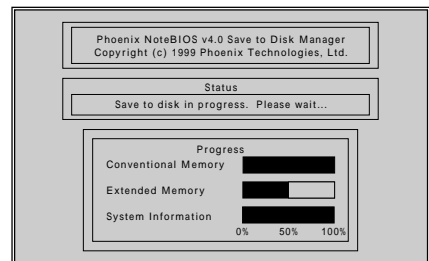 Phoenix NoteBIOS v4.0 Save to Disk Manager
Copyright (c) 1999 Phoenix Technologies, Ltd.
Status
Save to disk in progress. Please wait...
Progress
Conventional Memory
Extended Memory
System Information
0% 50% 100%